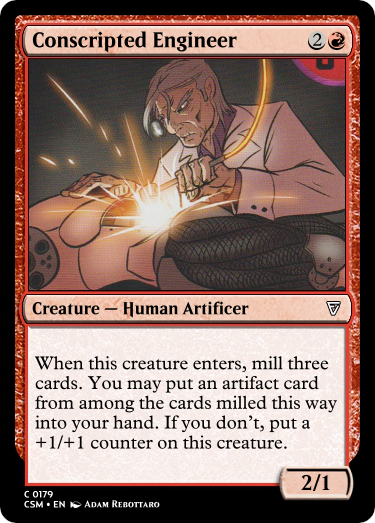 Conscripted Engineer 2
Creature — Human Artificer
When this creature enters, mill three
cards. You may put an artifact card
from among the cards milled this way
into your hand. If you don't, put a
+1/+1 counter on this creature.
2/1
C 0179
CSM • EN Adam Rebottaro